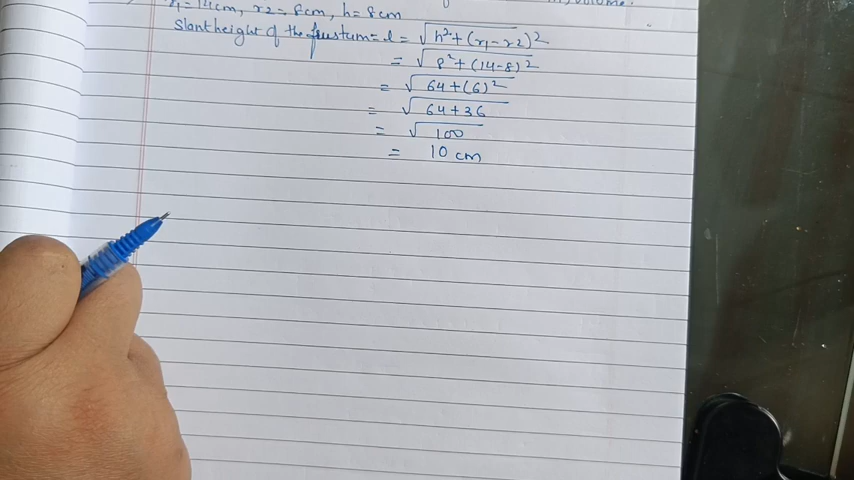 r1 = 14cm, r2 = 8cm, h = 8cm volume.
Slant height of the frustum = l = √h²+(r1-r2)²
= √8²+(14-8)²
= √64+(6)²
= √64+36
= √100
= 10 cm